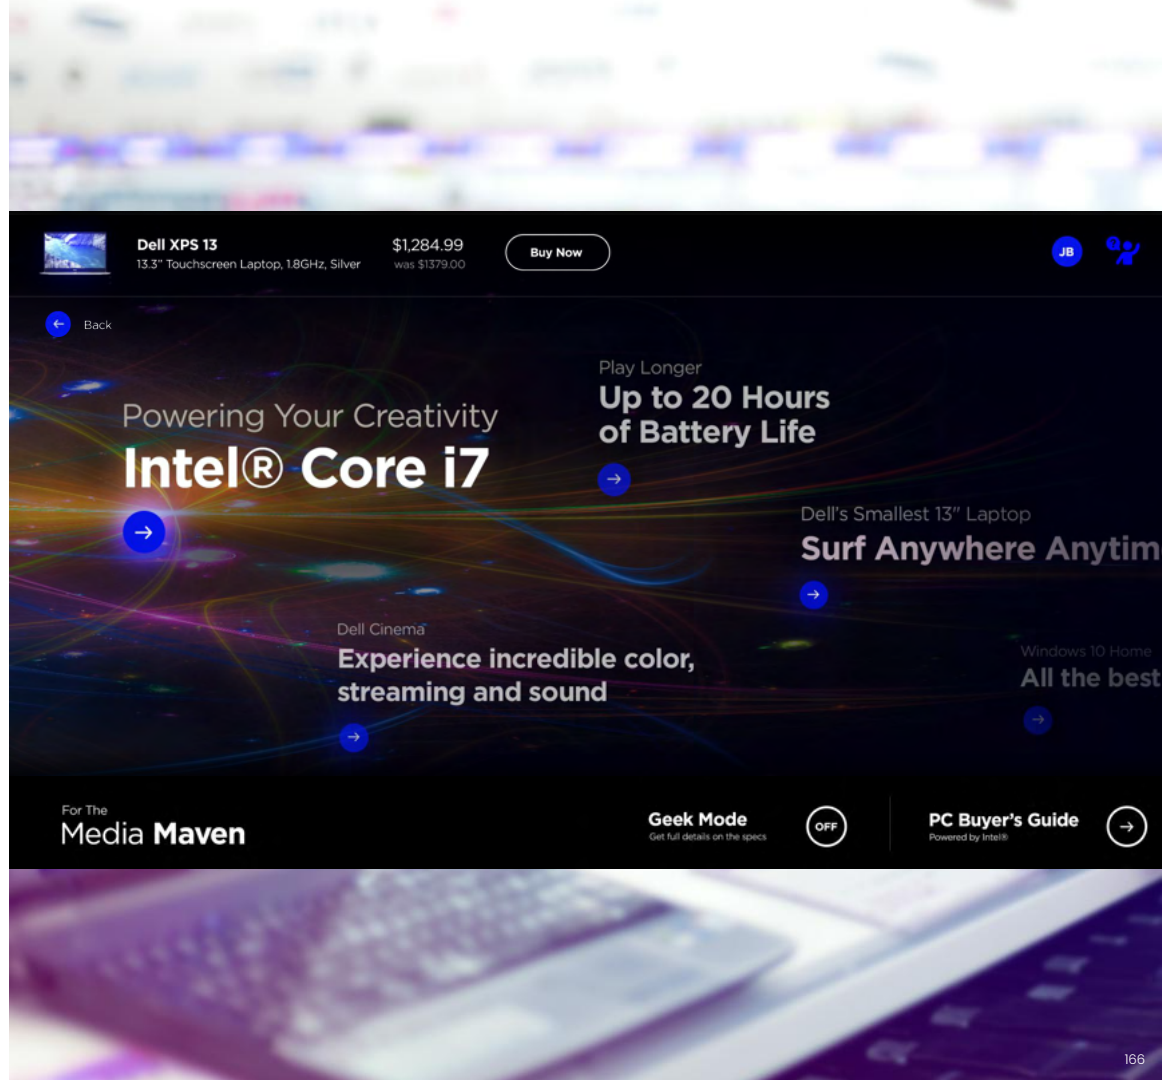 Dell XPS 13
13.3” Touchscreen Laptop, 1.8GHz, Silver
$1,284.99
was $1379.00
Buy Now
JB
?
Back
Powering Your Creativity
Intel® Core i7
Play Longer
Up to 20 Hours
of Battery Life
Dell’s Smallest 13” Laptop
Surf Anywhere Anytim
Dell Cinema
Experience incredible color,
streaming and sound
Windows 10 Home
All the best
For The
Media Maven
Geek Mode
Get full details on the specs
OFF
PC Buyer’s Guide
Powered by Intel®
166